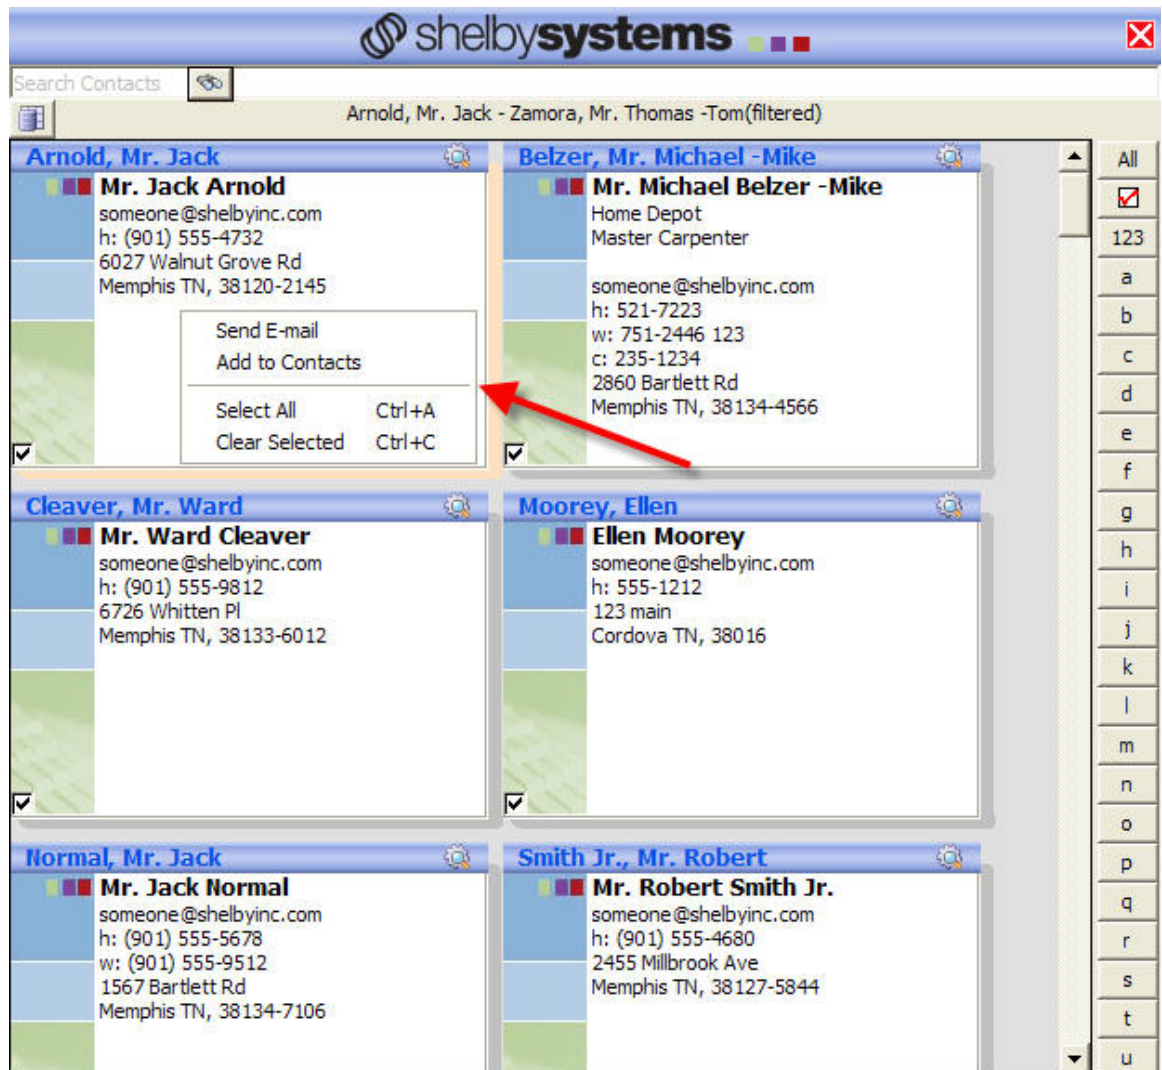 shelbysystems
Search Contacts
Arnold, Mr. Jack - Zamora, Mr. Thomas -Tom(filtered)
Arnold, Mr. Jack
Mr. Jack Arnold
someone@shelbyinc.com
h: (901) 555-4732
6027 Walnut Grove Rd
Memphis TN, 38120-2145
Send E-mail
Add to Contacts
Select All Ctrl+A
Clear Selected Ctrl+C
Belzer, Mr. Michael -Mike
Mr. Michael Belzer -Mike
Home Depot
Master Carpenter
someone@shelbyinc.com
h: 521-7223
w: 751-2446 123
c: 235-1234
2860 Bartlett Rd
Memphis TN, 38134-4566
Cleaver, Mr. Ward
Mr. Ward Cleaver
someone@shelbyinc.com
h: (901) 555-9812
6726 Whitten Pl
Memphis TN, 38133-6012
Moorey, Ellen
Ellen Moorey
someone@shelbyinc.com
h: 555-1212
123 main
Cordova TN, 38016
Normal, Mr. Jack
Mr. Jack Normal
someone@shelbyinc.com
h: (901) 555-5678
w: (901) 555-9512
1567 Bartlett Rd
Memphis TN, 38134-7106
Smith Jr., Mr. Robert
Mr. Robert Smith Jr.
someone@shelbyinc.com
h: (901) 555-4680
2455 Millbrook Ave
Memphis TN, 38127-5844
All
123
a
b
c
d
e
f
g
h
i
j
k
l
m
n
o
p
q
r
s
t
u